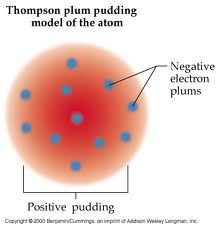 Thompson plum pudding
model of the atom
Negative
electron
plums
Positive pudding
Copyright © 2000 Benjamin/Cummings, an imprint of Addison Wesley Longman, Inc.